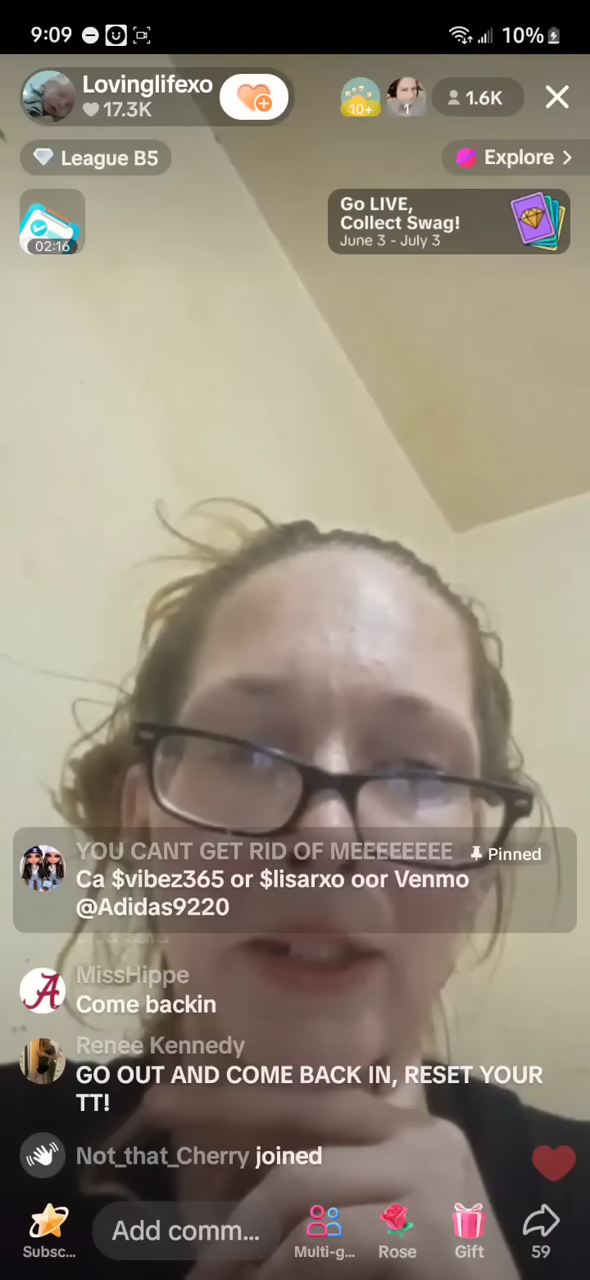 9:09
10%
Lovinglifexo
17.3K
10+
1
1.6K
League B5
Explore >
02:16
Go LIVE,
Collect Swag!
June 3 - July 3
YOU CANT GET RID OF MEEEEEEEE
Pinned
Ca $vibez365 or $lisarxo oor Venmo
@Adidas9220
MissHippe
Come backin
Renee Kennedy
GO OUT AND COME BACK IN, RESET YOUR
TT!
Not_that_Cherry joined
Subsc...
Add comm...
Multi-g...
Rose
Gift
59